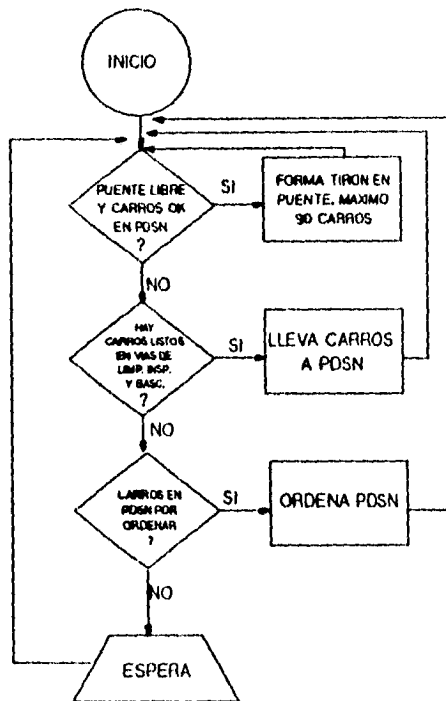 INICIO
PUENTE LIBRE
Y CARROS OK
EN PDSN
?
SI
FORMA TIRON EN
PUENTE, MAXIMO
90 CARROS
NO
HAY
CARROS LISTOS
EN VIAS DE
LIMP. INSP.
Y BASC.
?
SI
LLEVA CARROS
A PDSN
NO
CARROS EN
PDSN POR
ORDENAR
?
SI
ORDENA PDSN
NO
ESPERA